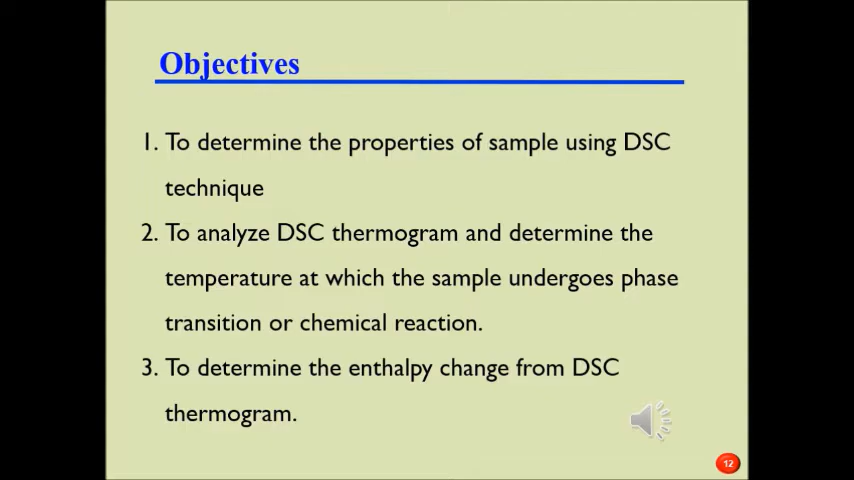 Objectives
1. To determine the properties of sample using DSC
technique
2. To analyze DSC thermogram and determine the
temperature at which the sample undergoes phase
transition or chemical reaction.
3. To determine the enthalpy change from DSC
thermogram.
12